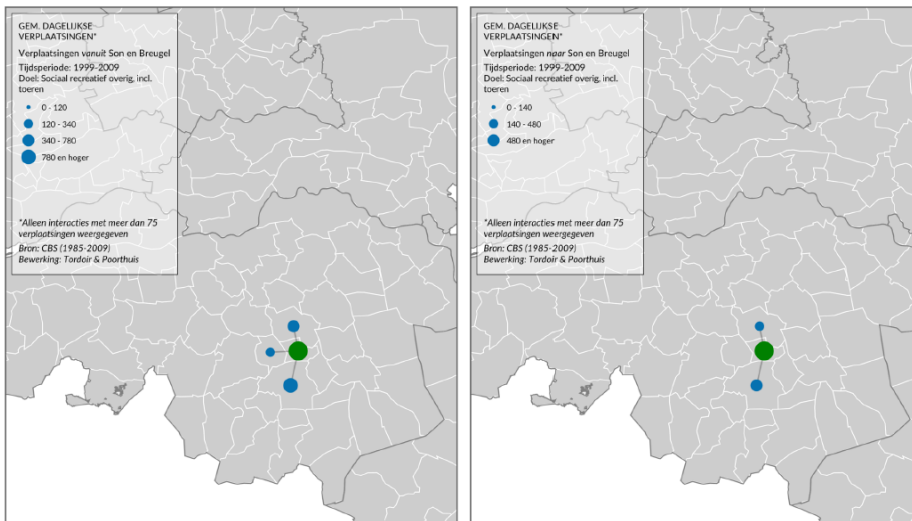 GEM. DAGELIJKSE
VERPLAATSINGEN*
Verplaatsingen vanuit Son en Breugel
Tijdsperiode: 1999-2009
Doel: Sociaal recreatief overig, incl.
toeren
0 - 120
120 - 340
340 - 780
780 en hoger
*Alleen interacties met meer dan 75
verplaatsingen weergegeven
Bron: CBS (1985-2009)
Bewerking: Tordoir & Poorthuis
GEM. DAGELIJKSE
VERPLAATSINGEN*
Verplaatsingen naar Son en Breugel
Tijdsperiode: 1999-2009
Doel: Sociaal recreatief overig, incl.
toeren
0 - 140
140 - 480
480 en hoger
*Alleen interacties met meer dan 75
verplaatsingen weergegeven
Bron: CBS (1985-2009)
Bewerking: Tordoir & Poorthuis